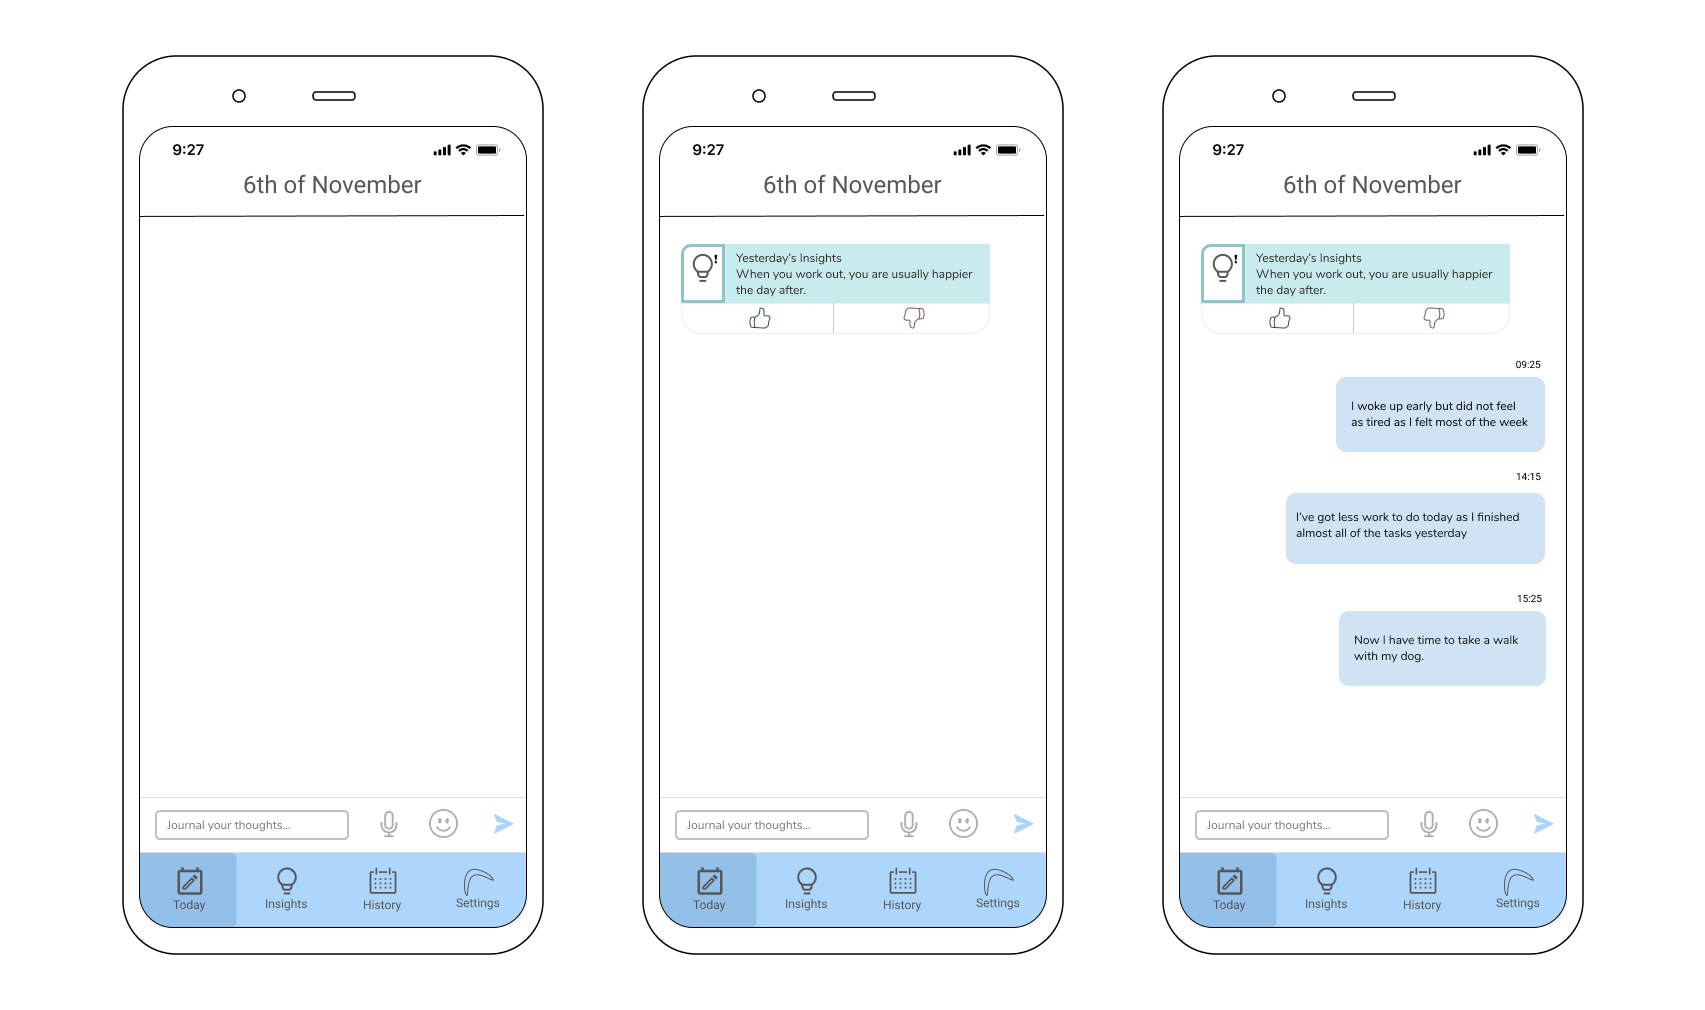 9:27
6th of November
Journal your thoughts...
Today
Insights
History
Settings
9:27
6th of November
Yesterday's Insights
When you work out, you are usually happier
the day after.
Journal your thoughts...
Today
Insights
History
Settings
9:27
6th of November
Yesterday's Insights
When you work out, you are usually happier
the day after.
09:25
I woke up early but did not feel
as tired as I felt most of the week
14:15
I've got less work to do today as I finished
almost all of the tasks yesterday
15:25
Now I have time to take a walk
with my dog.
Journal your thoughts...
Today
Insights
History
Settings